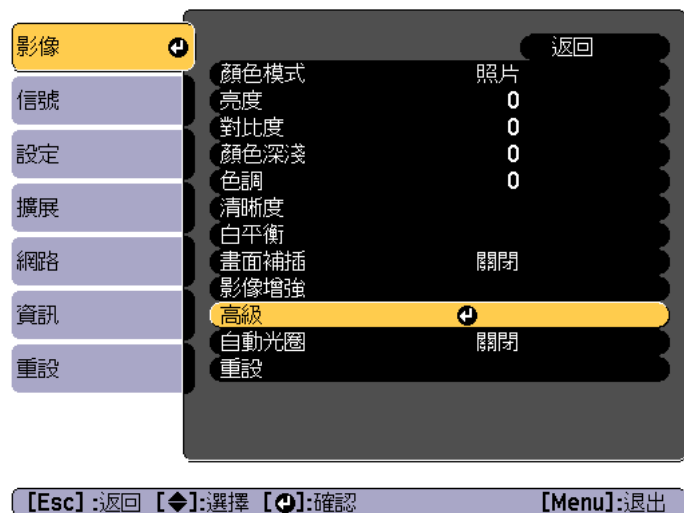 影像
信號
設定
擴展
網路
資訊
重設
返回
顏色模式 照片
亮度 0
對比度 0
顏色深淺 0
色調 0
清晰度
白平衡
畫面補插 關閉
影像增強
高級
自動光圈 關閉
重設
[Esc] :返回 [◆]:選擇 [⏎]:確認 [Menu]:退出